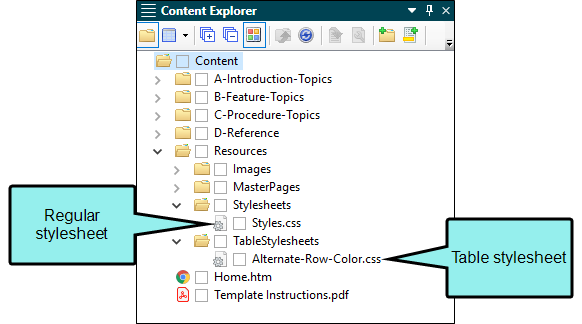 Content Explorer
Content
A-Introduction-Topics
B-Feature-Topics
C-Procedure-Topics
D-Reference
Resources
Images
MasterPages
Stylesheets
Regular
stylesheet
Styles.css
TableStylesheets
Alternate-Row-Color.css
Table stylesheet
Home.htm
Template Instructions.pdf